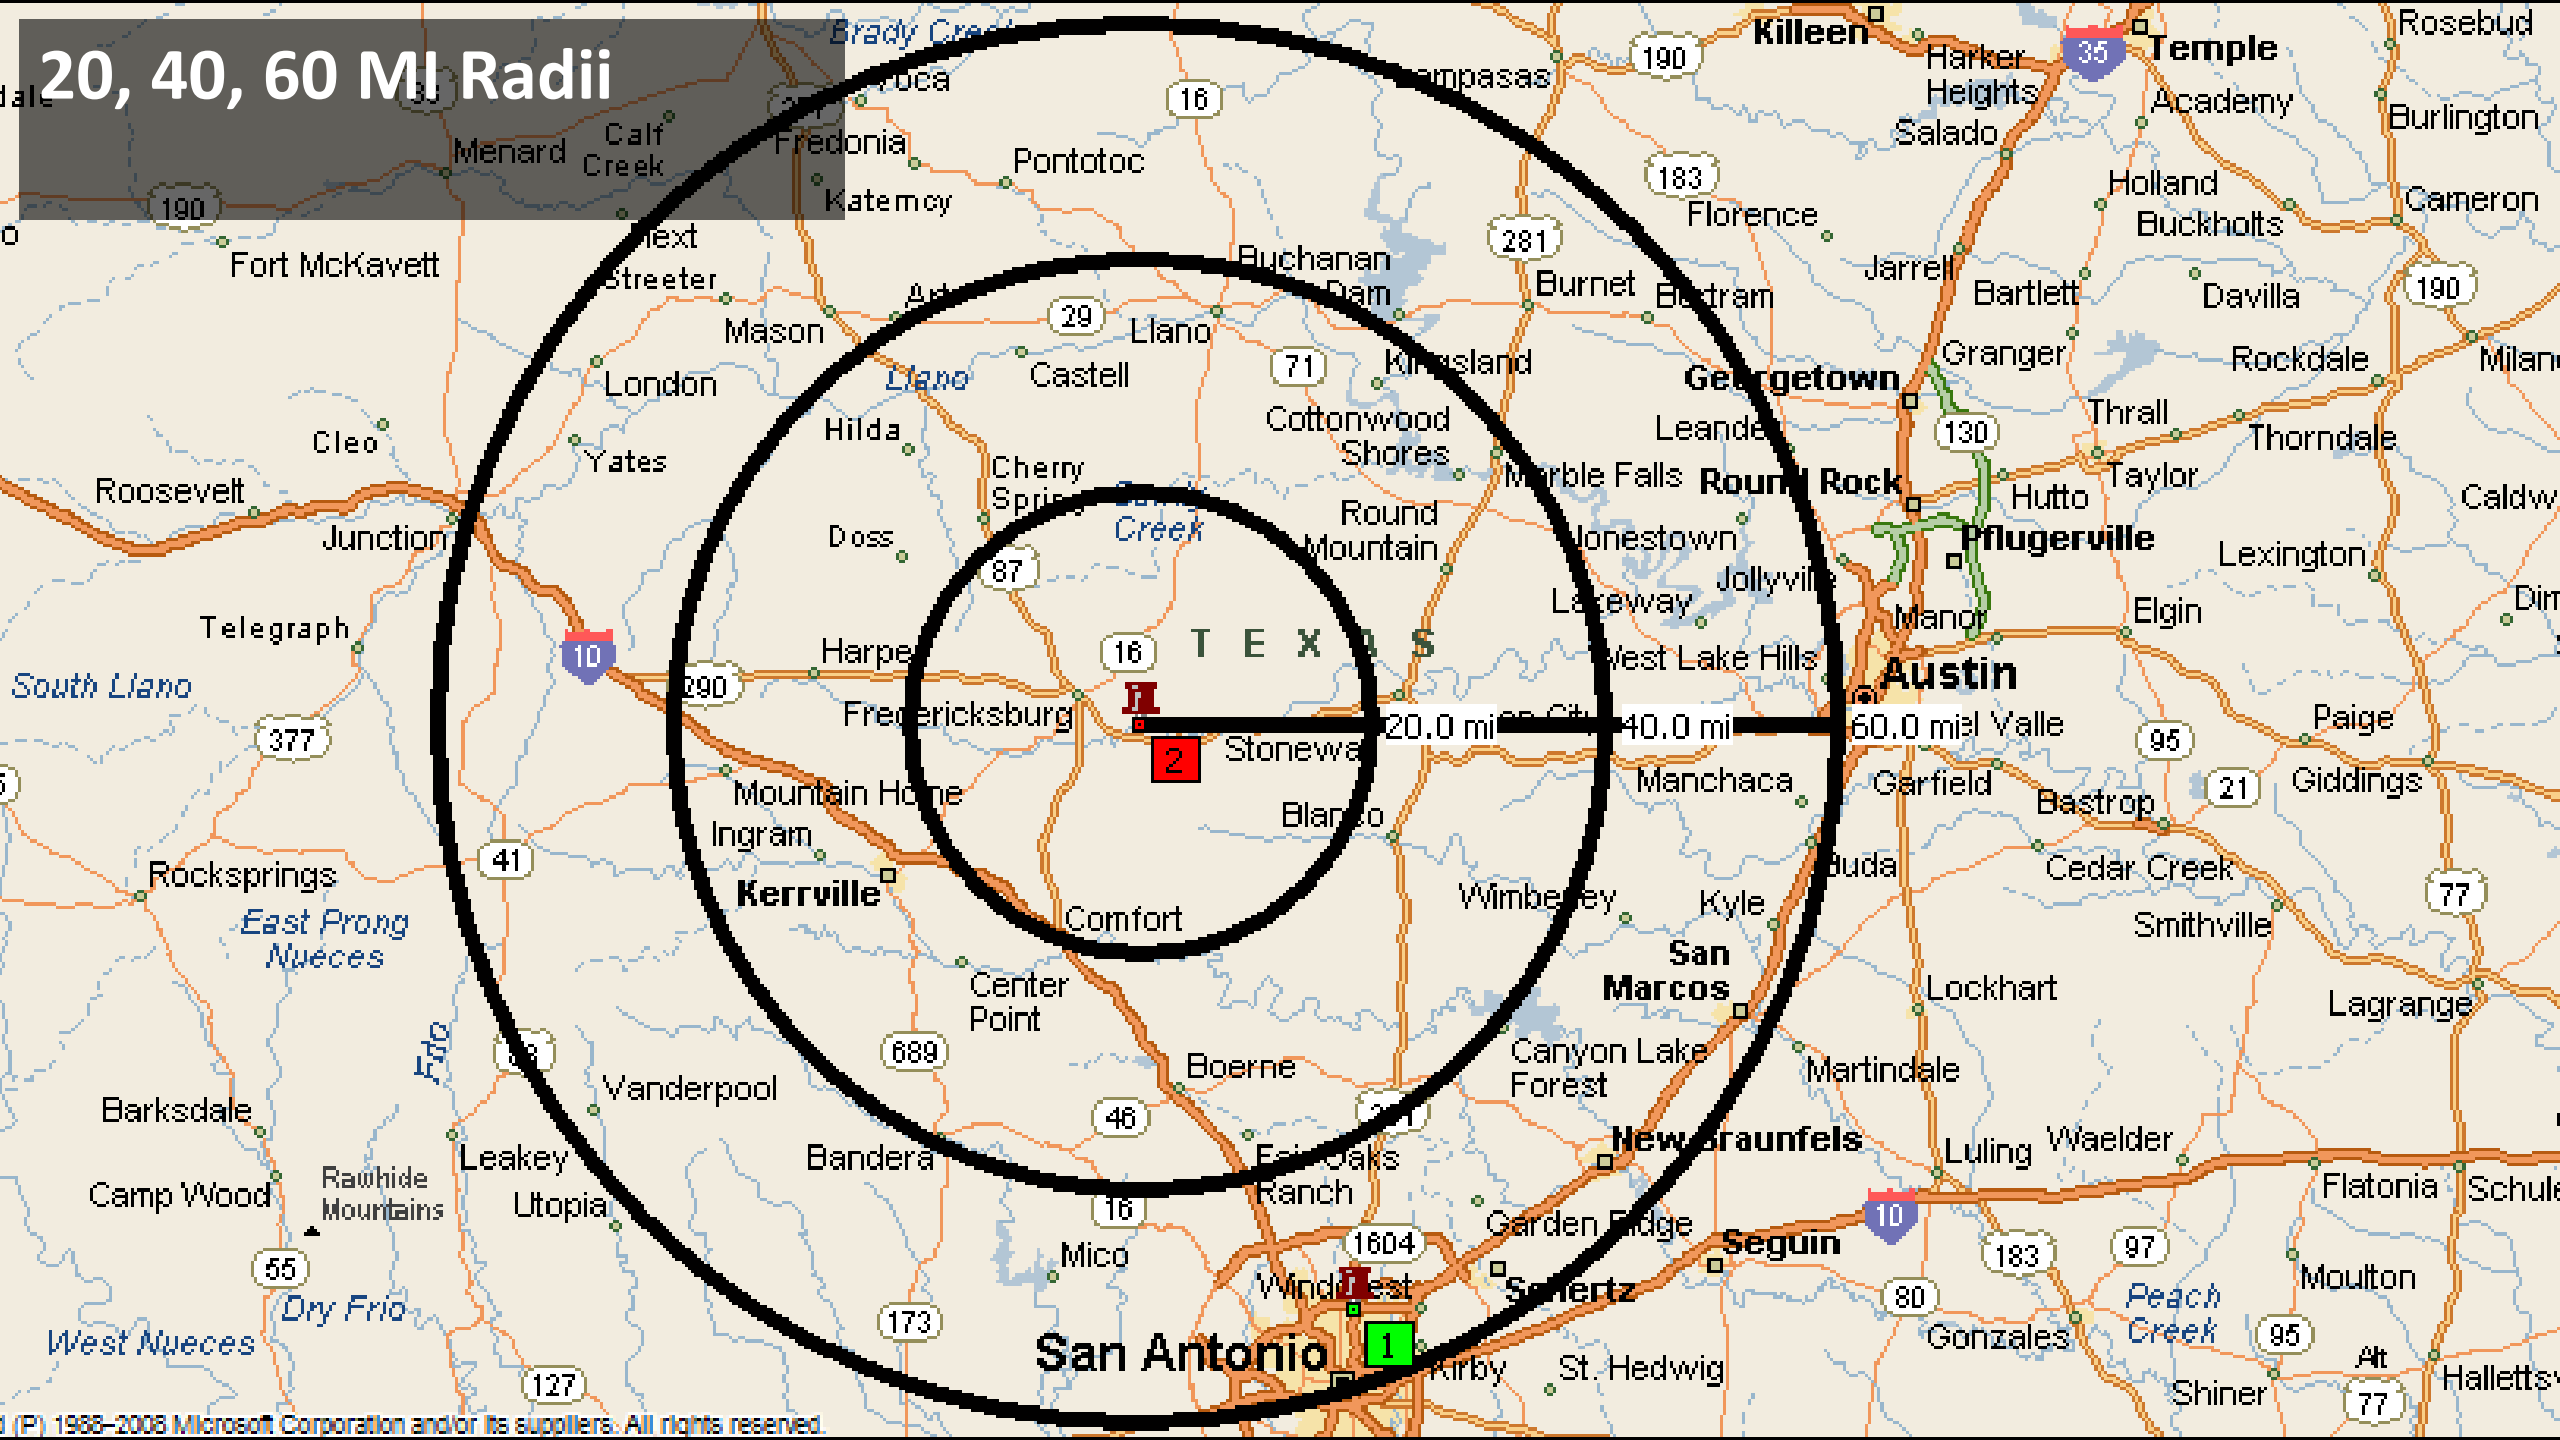 20, 40, 60 MI Radii
Brady
Killeen
Rosebud
190
Harker
Heights
35
Temple
16
Academy
Burlington
Menard
Calf
Creek
Fredonia
Pontotoc
Salado
183
Holland
190
Katemcy
Florence
Buckholts
Cameron
281
Fort McKavett
Streeter
Buchanan
Dam
Burnet
Bertram
Jarrell
Bartlett
Davilla
190
Mason
29
Llano
71
Kingsland
Georgetown
Granger
Rockdale
London
Llano
Castell
Cottonwood
Shores
Leander
130
Thrall
Thorndale
Cleo
Hilda
Yates
Cherry
Marble Falls
Round Rock
Hutto
Taylor
Roosevelt
Creek
Round
Mountain
Junction
Doss
Jonestown
Pflugerville
Lexington
87
Jollyville
Lakeway
Manor
Elgin
Telegraph
10
Harper
16
TEXAS
West Lake Hills
Austin
South Llano
290
377
Fredericksburg
2
20.0 mi
40.0 mi
60.0 mi
Valle
Paige
95
Manchaca
Garfield
21
Giddings
Mountain Home
Ingram
Blanco
Bastrop
41
Rocksprings
Kerrville
Buda
Cedar Creek
77
East Prong
Nueces
Comfort
Wimberley
Kyle
Smithville
San
Marcos
Center
Point
Lockhart
Lagrange
Frio
689
Canyon Lake
Forest
Boerne
Martindale
Vanderpool
46
Barksdale
Leakey
Bandera
Fair Oaks
Ranch
New Braunfels
Luling
Waelder
Rawhide
Mountains
Camp Wood
Utopia
16
10
Flatonia
Garden Ridge
1604
Seguin
183
97
55
Mico
Schertz
Moulton
Dry Frio
173
80
Peach
Creek
West Nueces
San Antonio
1
Gonzales
95
127
Kirby
St. Hedwig
Alt
77
Shiner
(P) 1988–2008 Microsoft Corporation and/or its suppliers. All rights reserved.